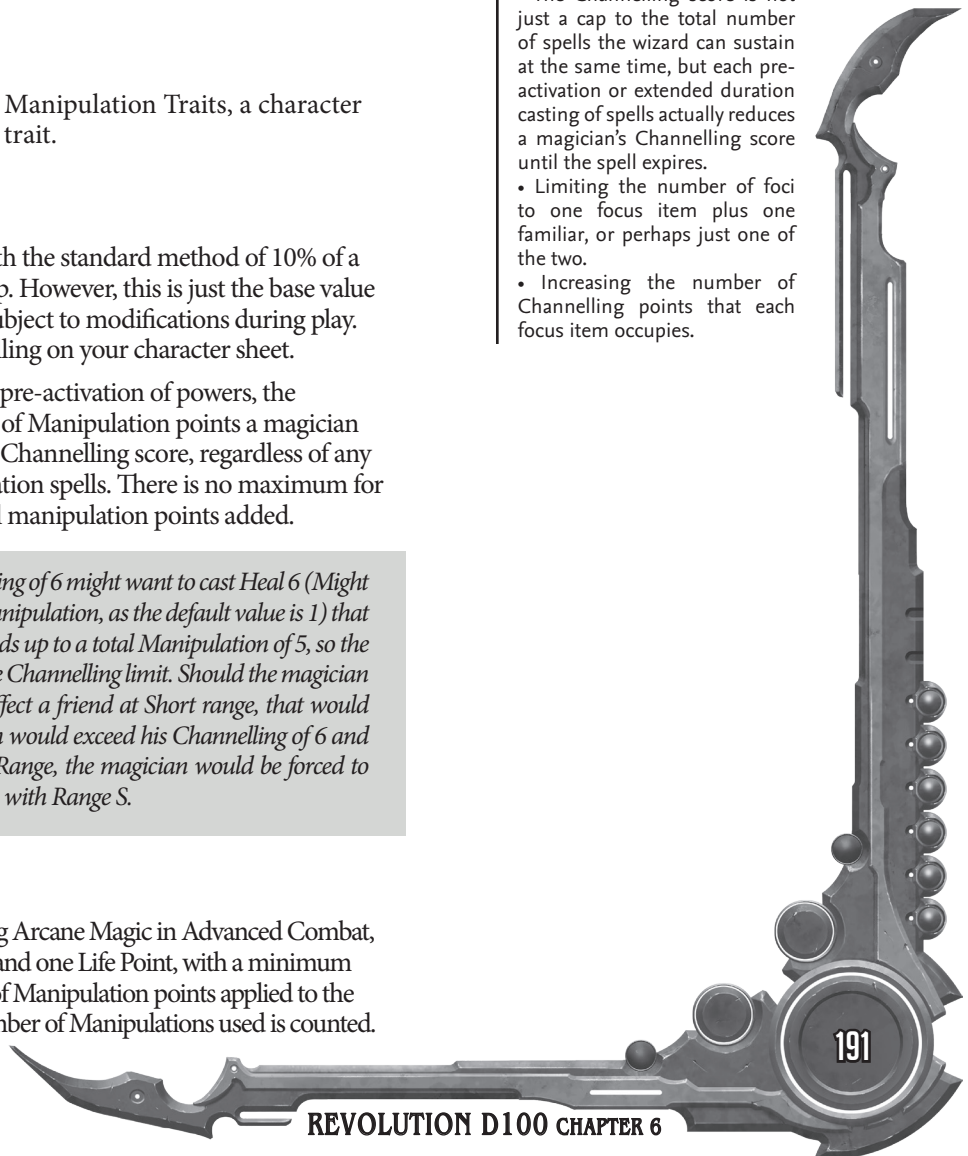 Manipulation Traits, a character
trait.
th the standard method of 10% of a
p. However, this is just the base value
ubject to modifications during play.
ling on your character sheet.
pre-activation of powers, the
of Manipulation points a magician
Channelling score, regardless of any
ation spells. There is no maximum for
l manipulation points added.
ing of 6 might want to cast Heal 6 (Might
anipulation, as the default value is 1) that
ds up to a total Manipulation of 5, so the
e Channelling limit. Should the magician
ffect a friend at Short range, that would
h would exceed his Channelling of 6 and
Range, the magician would be forced to
with Range S.
g Arcane Magic in Advanced Combat,
and one Life Point, with a minimum
of Manipulation points applied to the
mber of Manipulations used is counted.
just a cap to the total number
of spells the wizard can sustain
at the same time, but each pre-
activation or extended duration
casting of spells actually reduces
a magician's Channelling score
until the spell expires.
• Limiting the number of foci
to one focus item plus one
familiar, or perhaps just one of
the two.
• Increasing the number of
Channelling points that each
focus item occupies.
191
REVOLUTION D100 CHAPTER 6